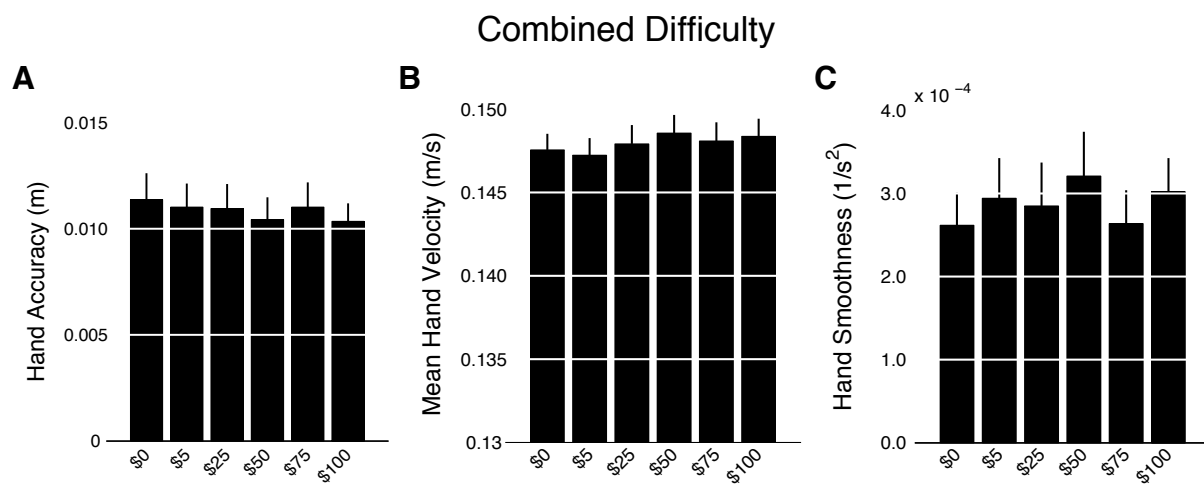 Combined Difficulty
A
Hand Accuracy (m)
0.015
0.010
0.005
0
$0 $5 $25 $50 $75 $100
B
Mean Hand Velocity (m/s)
0.150
0.145
0.140
0.135
0.13
$0 $5 $25 $50 $75 $100
C
Hand Smoothness (1/s²)
x 10 ⁻⁴
4.0
3.0
2.0
1.0
0.0
$0 $5 $25 $50 $75 $100